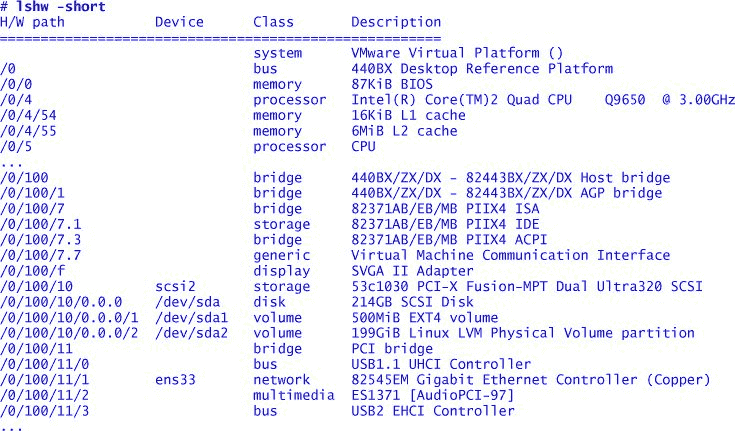 # lshw -short
H/W path            Device      Class       Description
======================================================
                                system      VMware Virtual Platform ()
/0                              bus         440BX Desktop Reference Platform
/0/0                            memory      87KiB BIOS
/0/4                            processor   Intel(R) Core(TM)2 Quad CPU    Q9650  @ 3.00GHz
/0/4/54                         memory      16KiB L1 cache
/0/4/55                         memory      6MiB L2 cache
/0/5                            processor   CPU
...
/0/100                          bridge      440BX/ZX/DX - 82443BX/ZX/DX Host bridge
/0/100/1                        bridge      440BX/ZX/DX - 82443BX/ZX/DX AGP bridge
/0/100/7                        bridge      82371AB/EB/MB PIIX4 ISA
/0/100/7.1                      storage     82371AB/EB/MB PIIX4 IDE
/0/100/7.3                      bridge      82371AB/EB/MB PIIX4 ACPI
/0/100/7.7                      generic     Virtual Machine Communication Interface
/0/100/f                        display     SVGA II Adapter
/0/100/10           scsi2       storage     53c1030 PCI-X Fusion-MPT Dual Ultra320 SCSI
/0/100/10/0.0.0     /dev/sda    disk        214GB SCSI Disk
/0/100/10/0.0.0/1   /dev/sda1   volume      500MiB EXT4 volume
/0/100/10/0.0.0/2   /dev/sda2   volume      199GiB Linux LVM Physical Volume partition
/0/100/11                       bridge      PCI bridge
/0/100/11/0                     bus         USB1.1 UHCI Controller
/0/100/11/1         ens33       network     82545EM Gigabit Ethernet Controller (Copper)
/0/100/11/2                     multimedia  ES1371 [AudioPCI-97]
/0/100/11/3                     bus         USB2 EHCI Controller
...